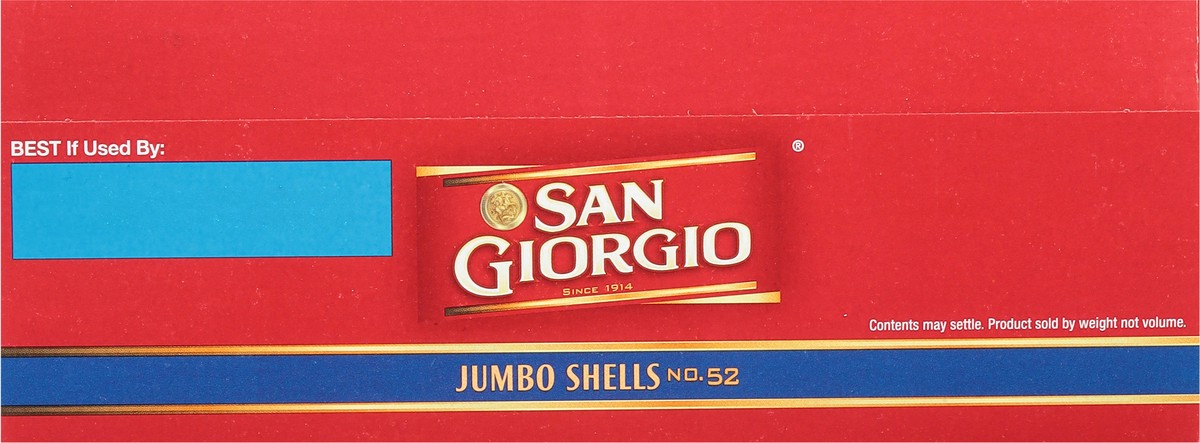 BEST If Used By:
®
SAN
GIORGIO
SINCE 1914
Contents may settle. Product sold by weight not volume.
JUMBO SHELLS NO. 52